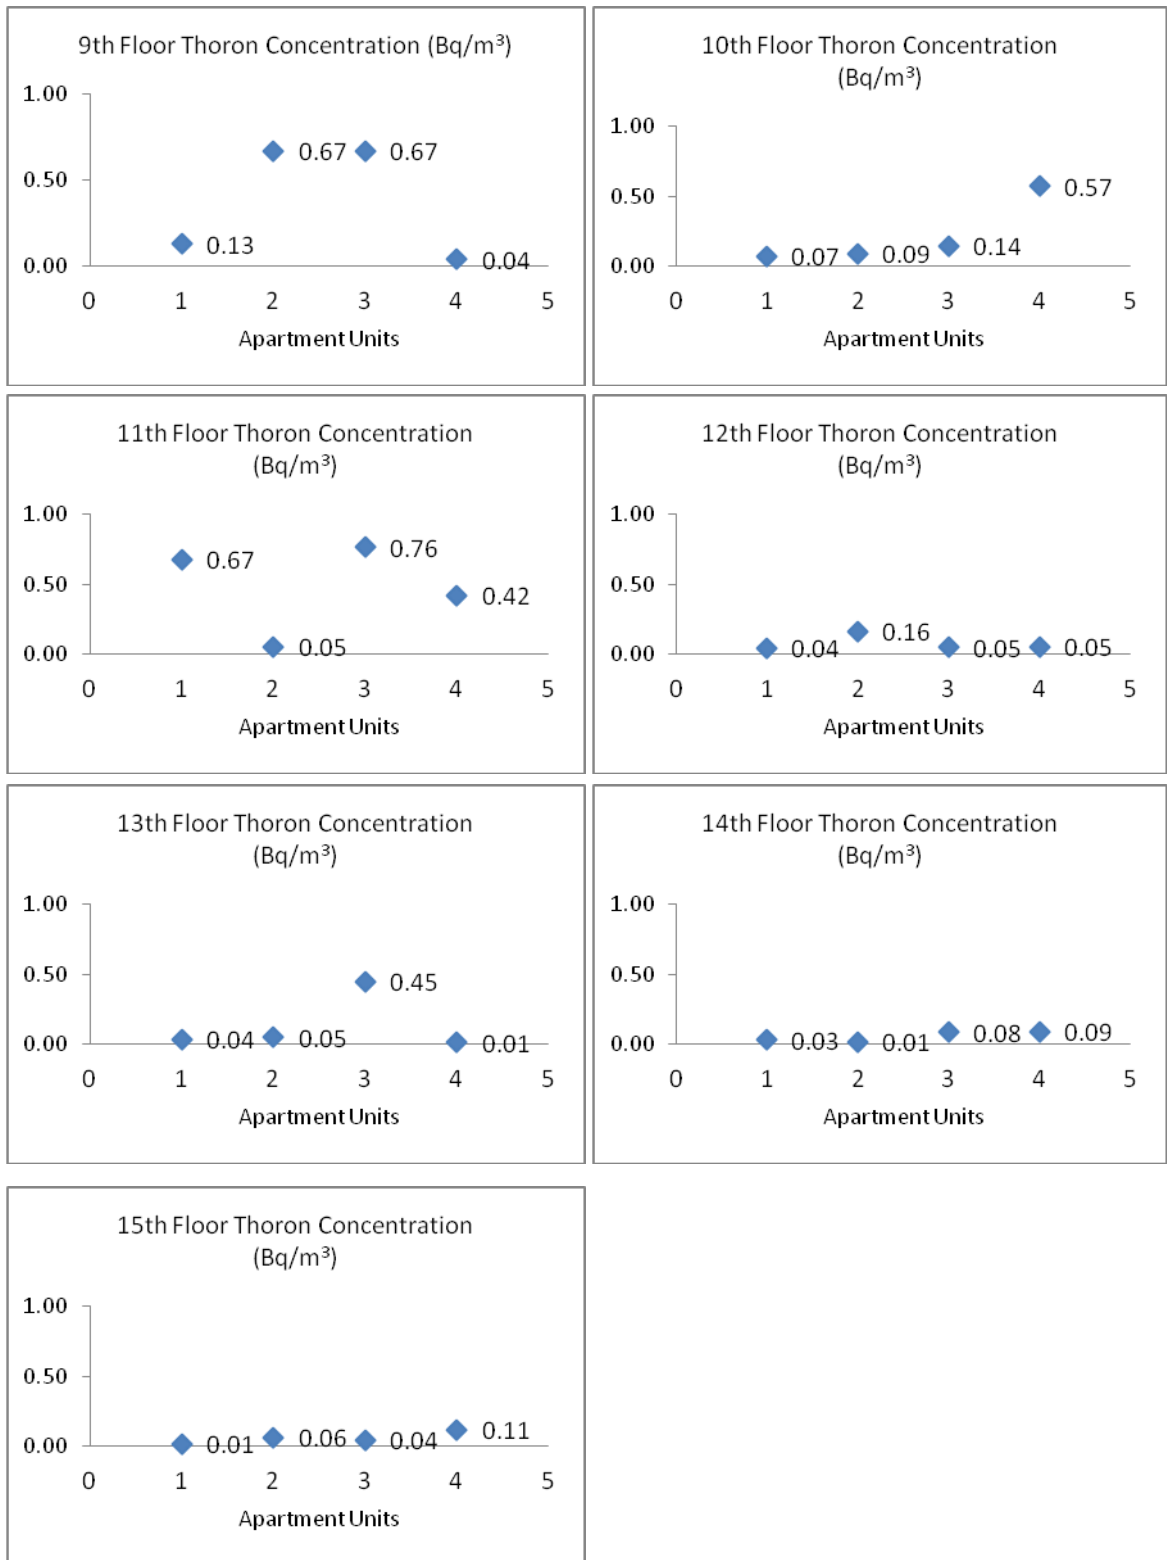 9th Floor Thoron Concentration (Bq/m³)
1.00
0.67 0.67
0.50
0.13
0.04
0.00
0 1 2 3 4 5
Apartment Units
10th Floor Thoron Concentration
(Bq/m³)
1.00
0.57
0.50
0.07 0.09 0.14
0.00
0 1 2 3 4 5
Apartment Units
11th Floor Thoron Concentration
(Bq/m³)
1.00
0.67 0.76
0.50
0.42
0.05
0.00
0 1 2 3 4 5
Apartment Units
12th Floor Thoron Concentration
(Bq/m³)
1.00
0.50
0.04 0.16 0.05 0.05
0.00
0 1 2 3 4 5
Apartment Units
13th Floor Thoron Concentration
(Bq/m³)
1.00
0.50
0.45
0.04 0.05 0.01
0.00
0 1 2 3 4 5
Apartment Units
14th Floor Thoron Concentration
(Bq/m³)
1.00
0.50
0.03 0.01 0.08 0.09
0.00
0 1 2 3 4 5
Apartment Units
15th Floor Thoron Concentration
(Bq/m³)
1.00
0.50
0.01 0.06 0.04 0.11
0.00
0 1 2 3 4 5
Apartment Units